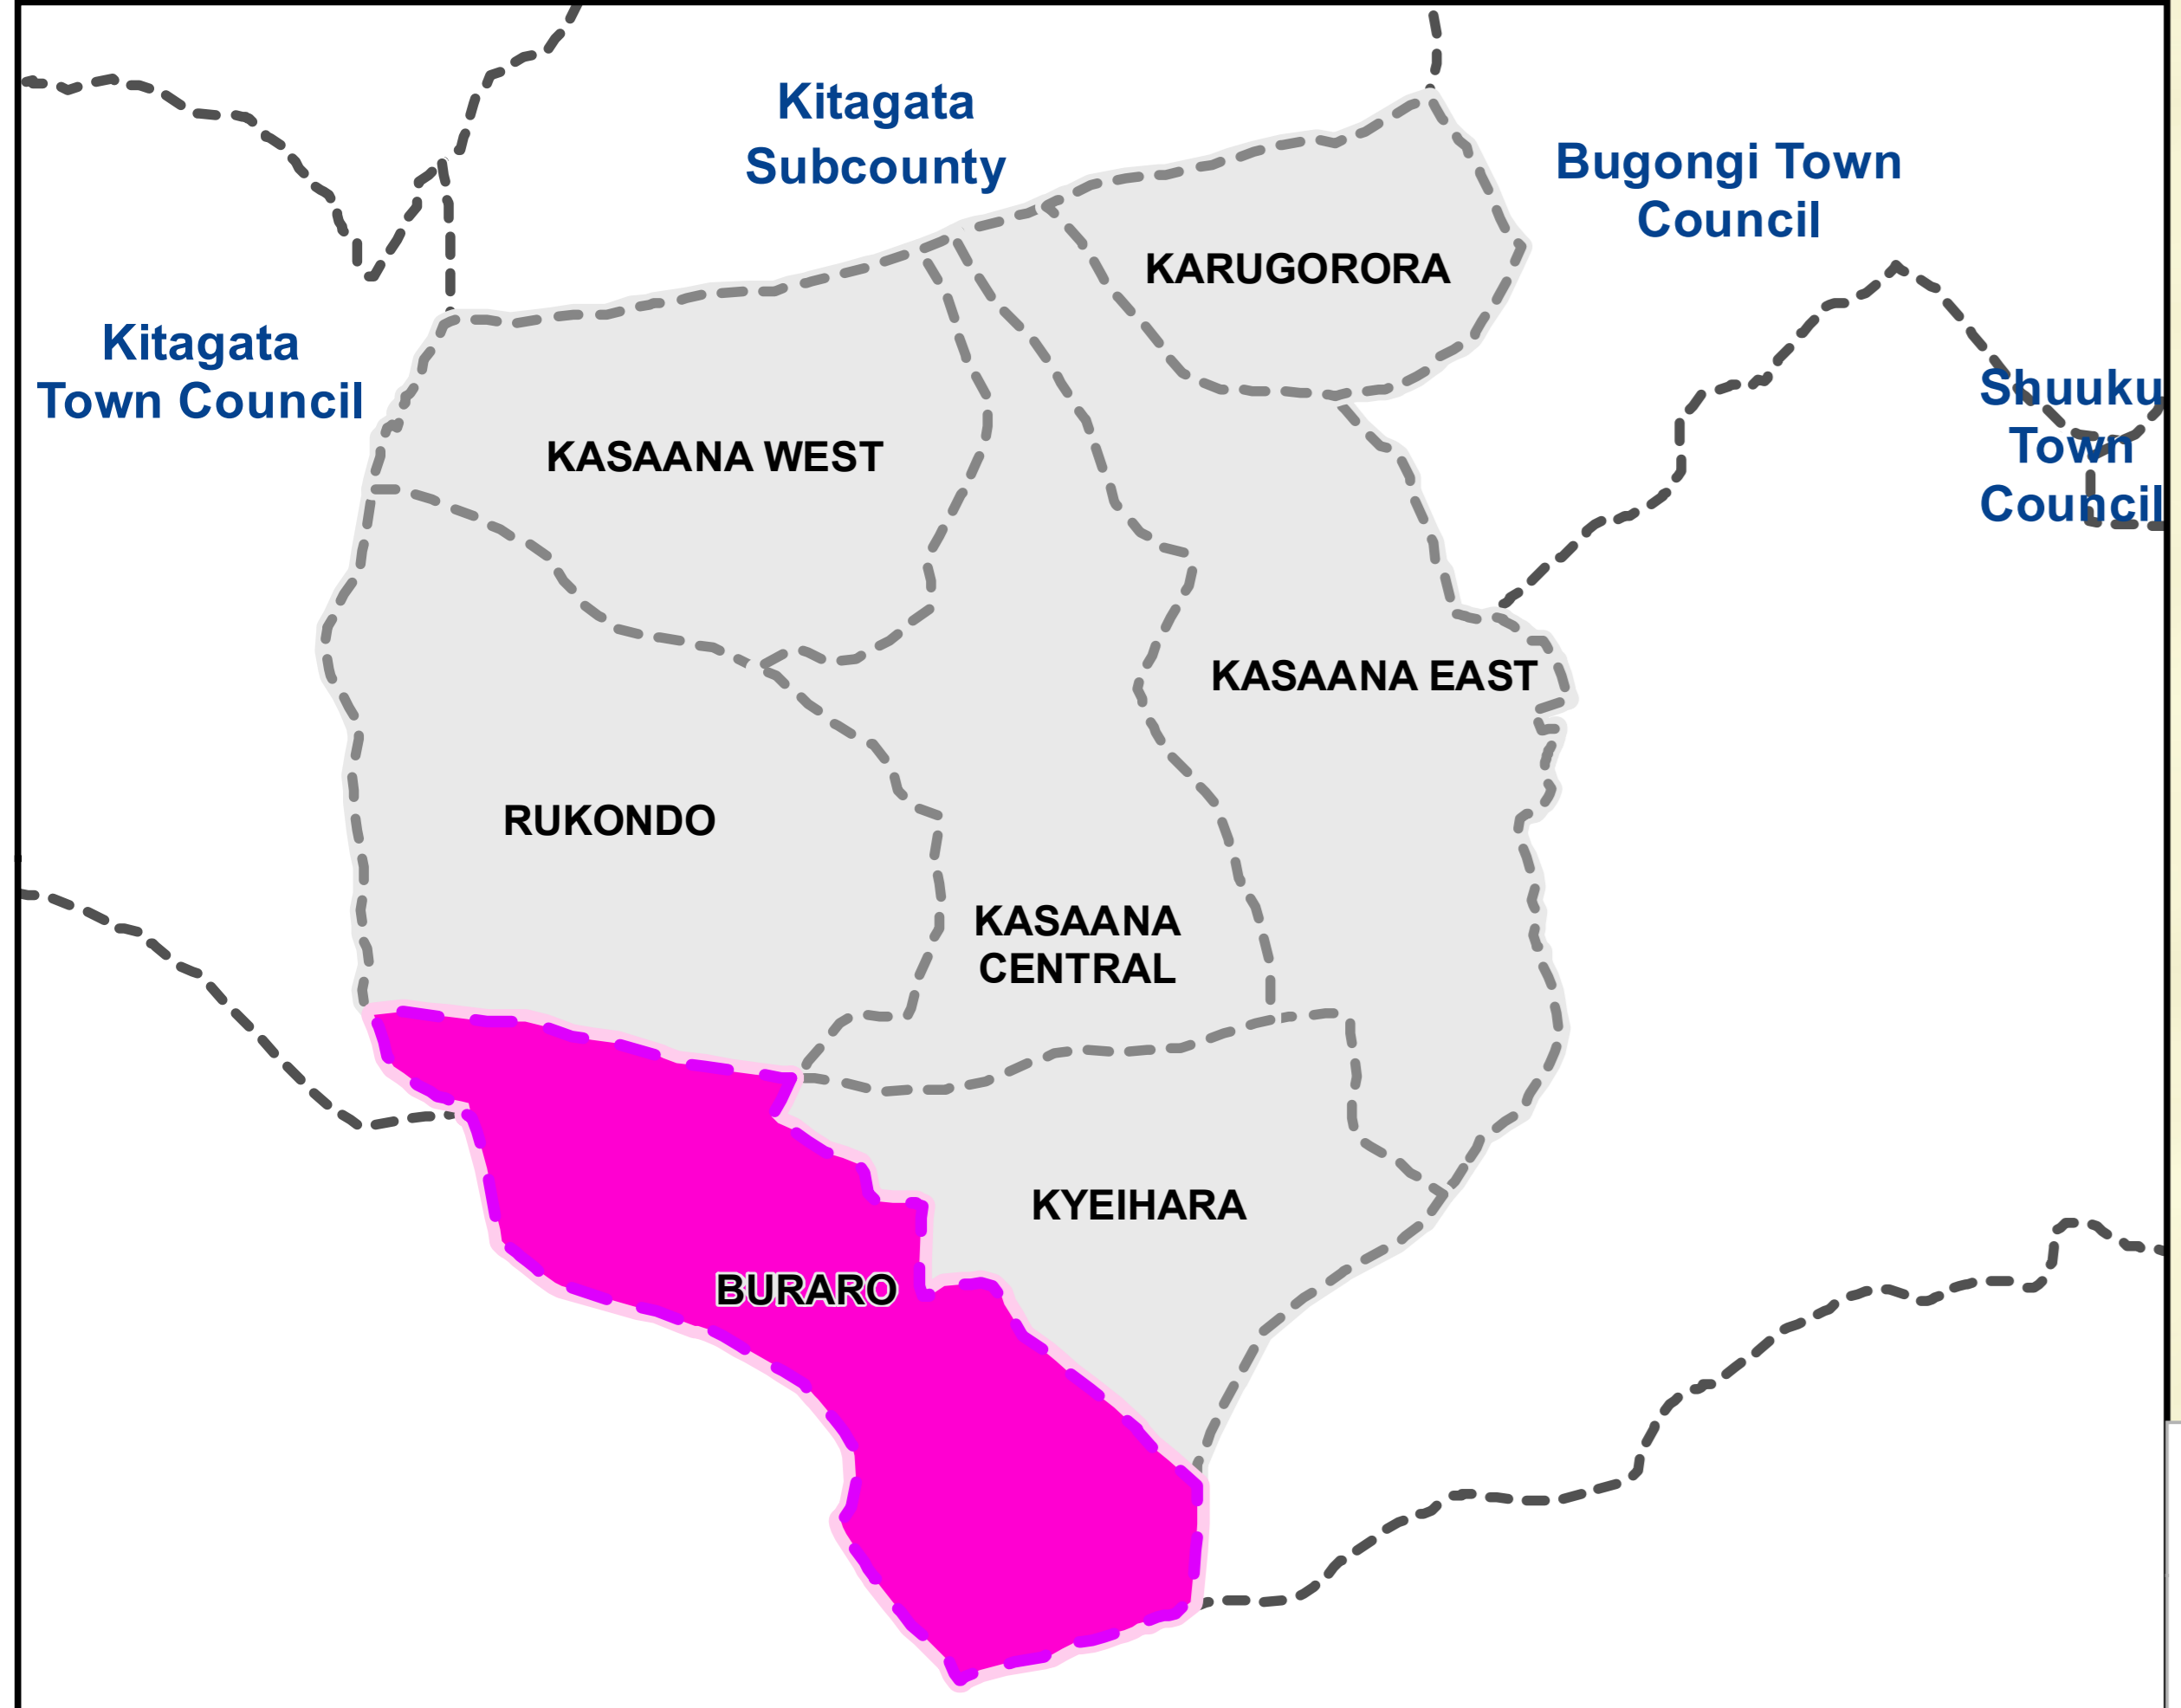 Kitagata
Subcounty
Bugongi Town
Council
KARUGORORA
Kitagata
Town Council
Shuuku
Town
Council
KASAANA WEST
KASAANA EAST
RUKONDO
KASAANA
CENTRAL
KYEIHARA
BURARO